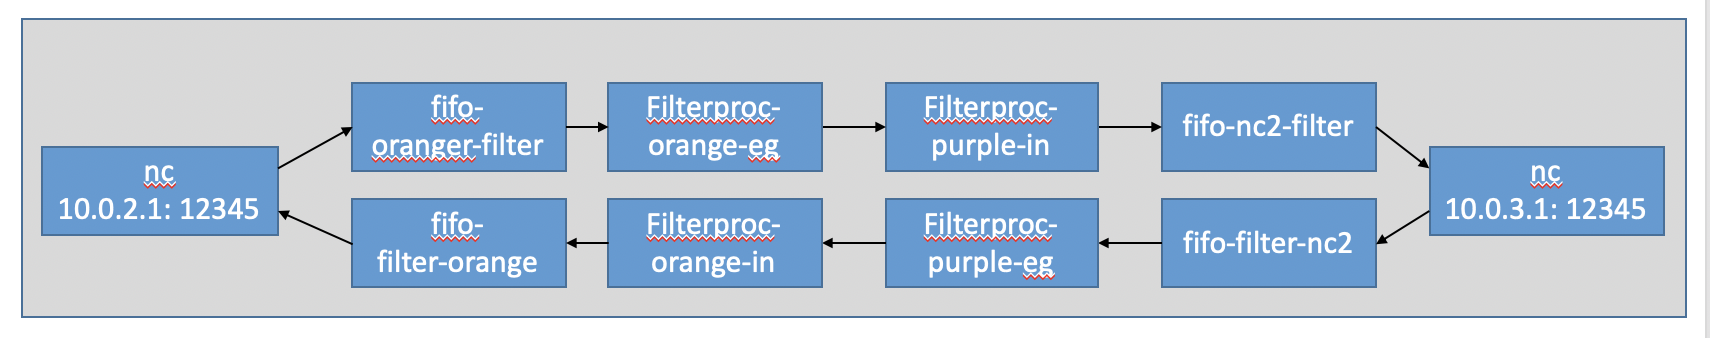 nc
10.0.2.1: 12345
fifo-
oranger-filter
Filterproc-
orange-eg
Filterproc-
purple-in
fifo-nc2-filter
nc
10.0.3.1: 12345
fifo-
filter-orange
Filterproc-
orange-in
Filterproc-
purple-eg
fifo-filter-nc2